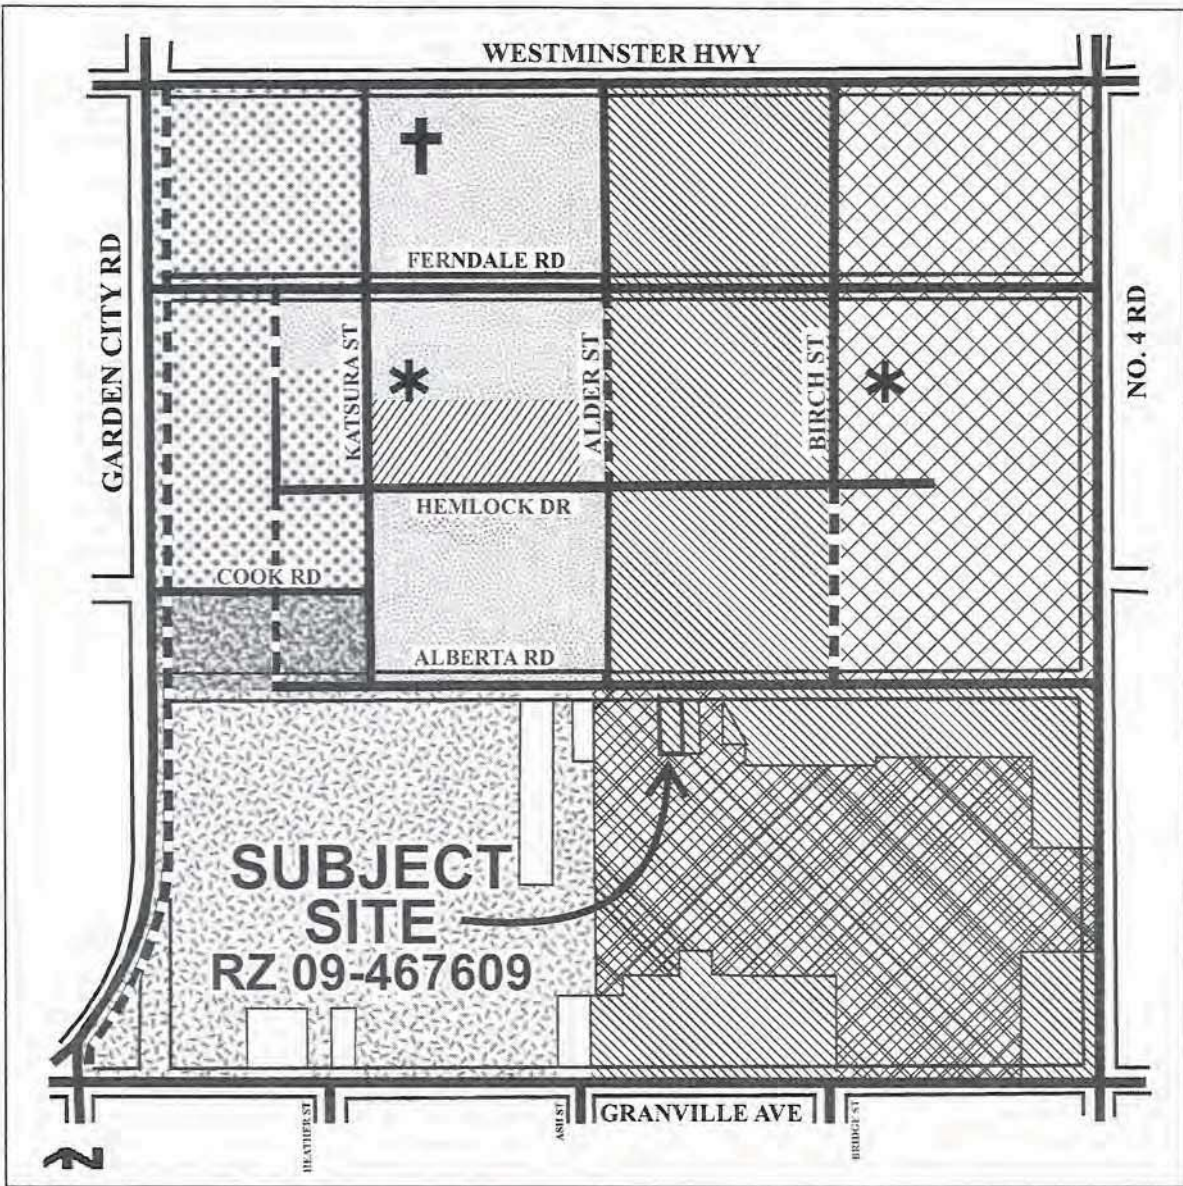 WESTMINSTER HWY
GARDEN CITY RD
FERNDALE RD
KATSURA ST
ALDER ST
BIRCH ST
NO. 4 RD
HEMLOCK DR
COOK RD
ALBERTA RD
SUBJECT
SITE
RZ 09-467609
HEATHER ST
ASH ST
GRANVILLE AVE
BRIDGE ST
N